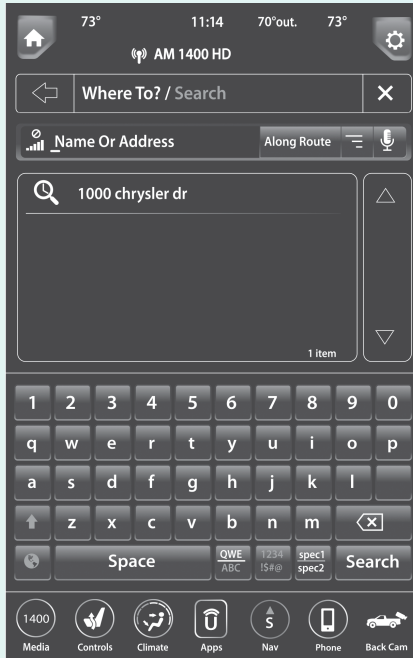 73° 11:14 70°out. 73°
AM 1400 HD
Where To? / Search
_Name Or Address Along Route
1000 chrysler dr
1 item
1 2 3 4 5 6 7 8 9 0
q w e r t y u i o p
a s d f g h j k l
z x c v b n m
Space QWE ABC 1234 !$#@ spec1 spec2 Search
1400 S
Media Controls Climate Apps Nav Phone Back Cam